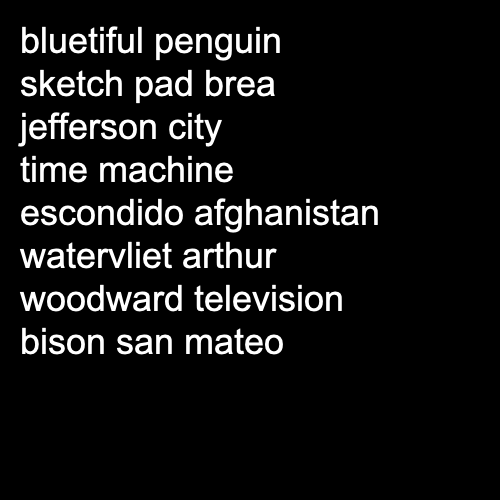 bluetiful penguin
sketch pad brea
jefferson city
time machine
escondido afghanistan
watervliet arthur
woodward television
bison san mateo